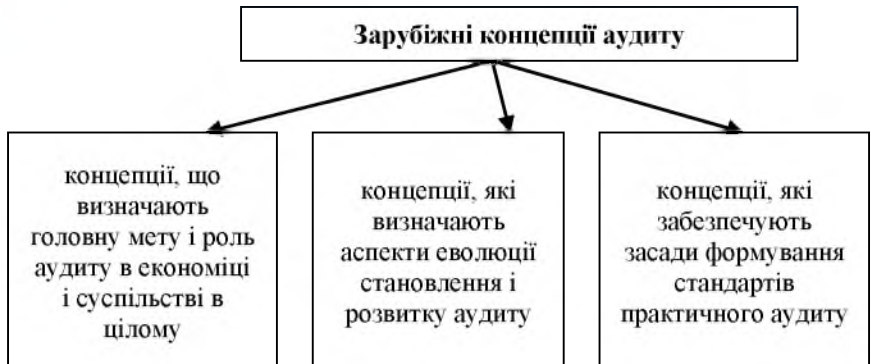 Зарубіжні концепції аудиту
концепції, що
визначають
головну мету і роль
аудиту в економіці
і суспільстві в
цілому
концепції, які
визначають
аспекти еволюції
становлення і
розвитку аудиту
концепції, які
забезпечують
засади формування
стандартів
практичного аудиту